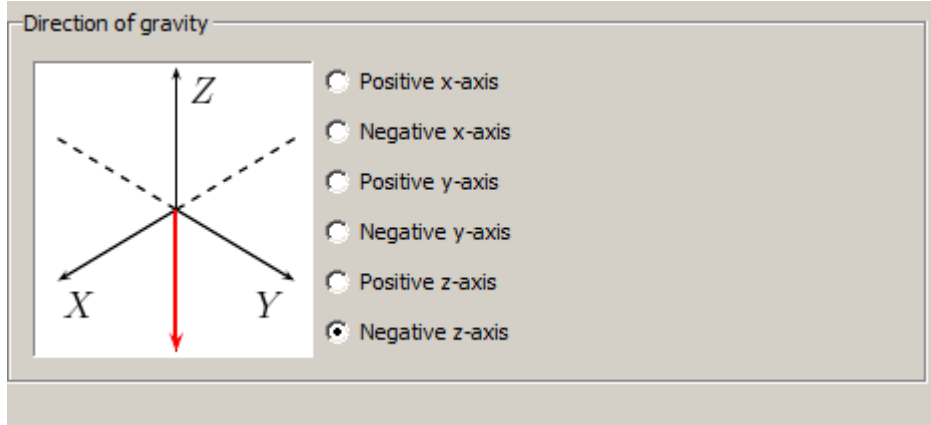 Direction of gravity
Z
X
Y
Positive x-axis
Negative x-axis
Positive y-axis
Negative y-axis
Positive z-axis
Negative z-axis